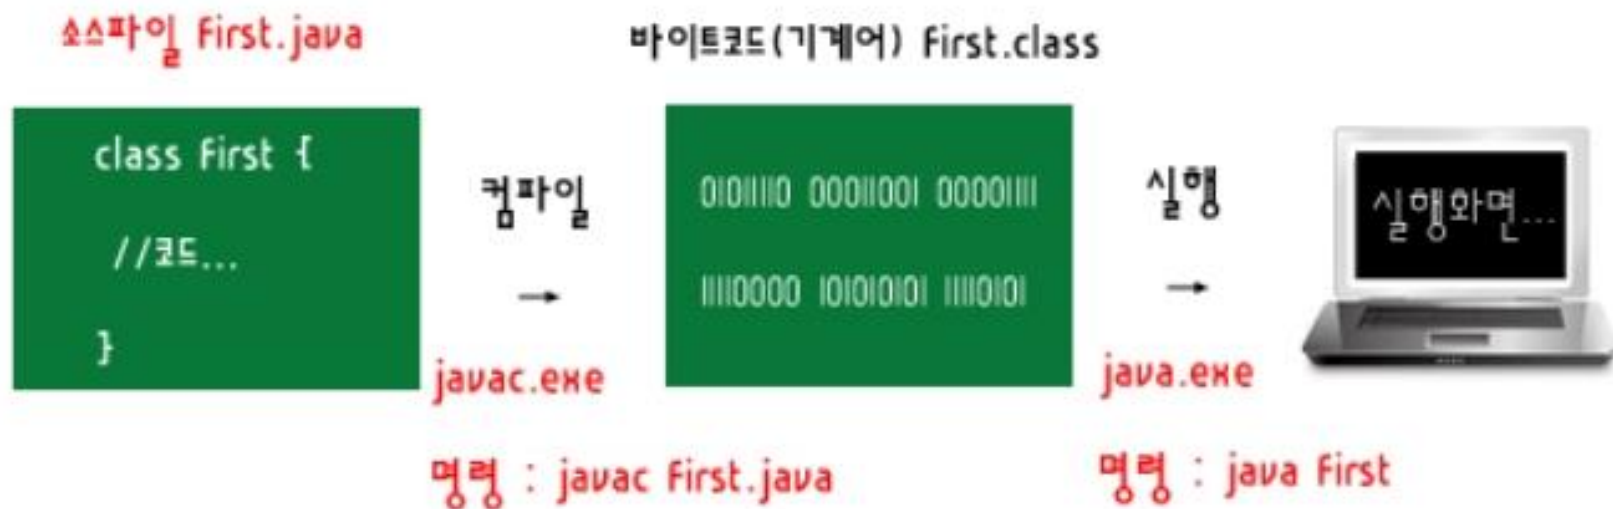 소스파일 First.java
바이트코드(기계어) First.class
class First {
//코드...
}
컴파일
→
javac.exe
명령 : javac First.java
01011110 00011001 00001111
11110000 10101010 11110101
실행
→
java.exe
명령 : java First
실행화면...